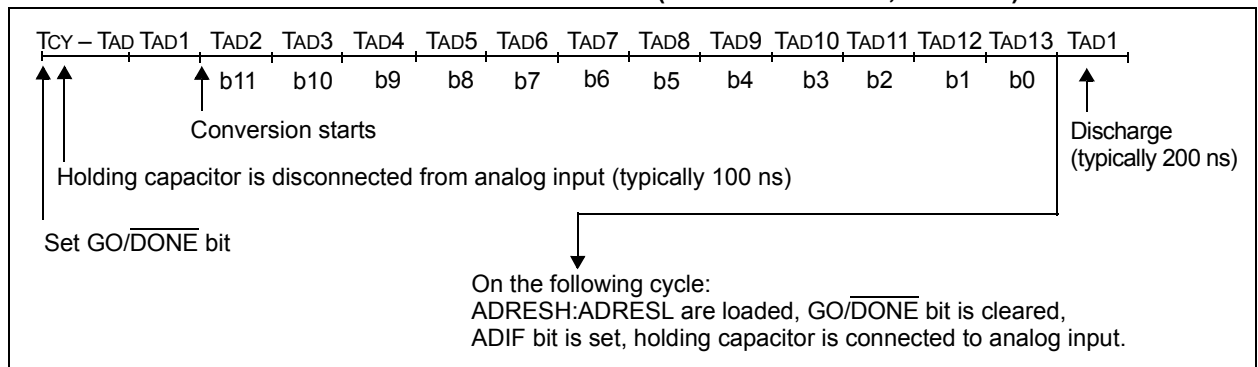 TCY – TAD TAD1 TAD2 TAD3 TAD4 TAD5 TAD6 TAD7 TAD8 TAD9 TAD10 TAD11 TAD12 TAD13 TAD1
b11 b10 b9 b8 b7 b6 b5 b4 b3 b2 b1 b0
Conversion starts
Discharge
(typically 200 ns)
Holding capacitor is disconnected from analog input (typically 100 ns)
Set GO/DONE bit
On the following cycle:
ADRESH:ADRESL are loaded, GO/DONE bit is cleared,
ADIF bit is set, holding capacitor is connected to analog input.